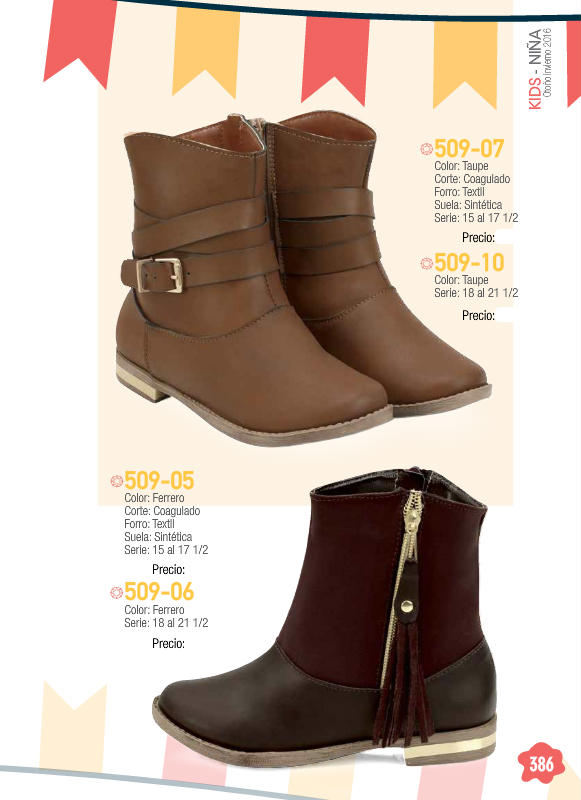 KIDS - NIÑA
Otoño Invierno 2016
509-07
Color: Taupe
Corte: Coagulado
Forro: Textil
Suela: Sintética
Serie: 15 al 17 1/2
Precio:
509-10
Color: Taupe
Serie: 18 al 21 1/2
Precio:
509-05
Color: Ferrero
Corte: Coagulado
Forro: Textil
Suela: Sintética
Serie: 15 al 17 1/2
Precio:
509-06
Color: Ferrero
Serie: 18 al 21 1/2
Precio:
386